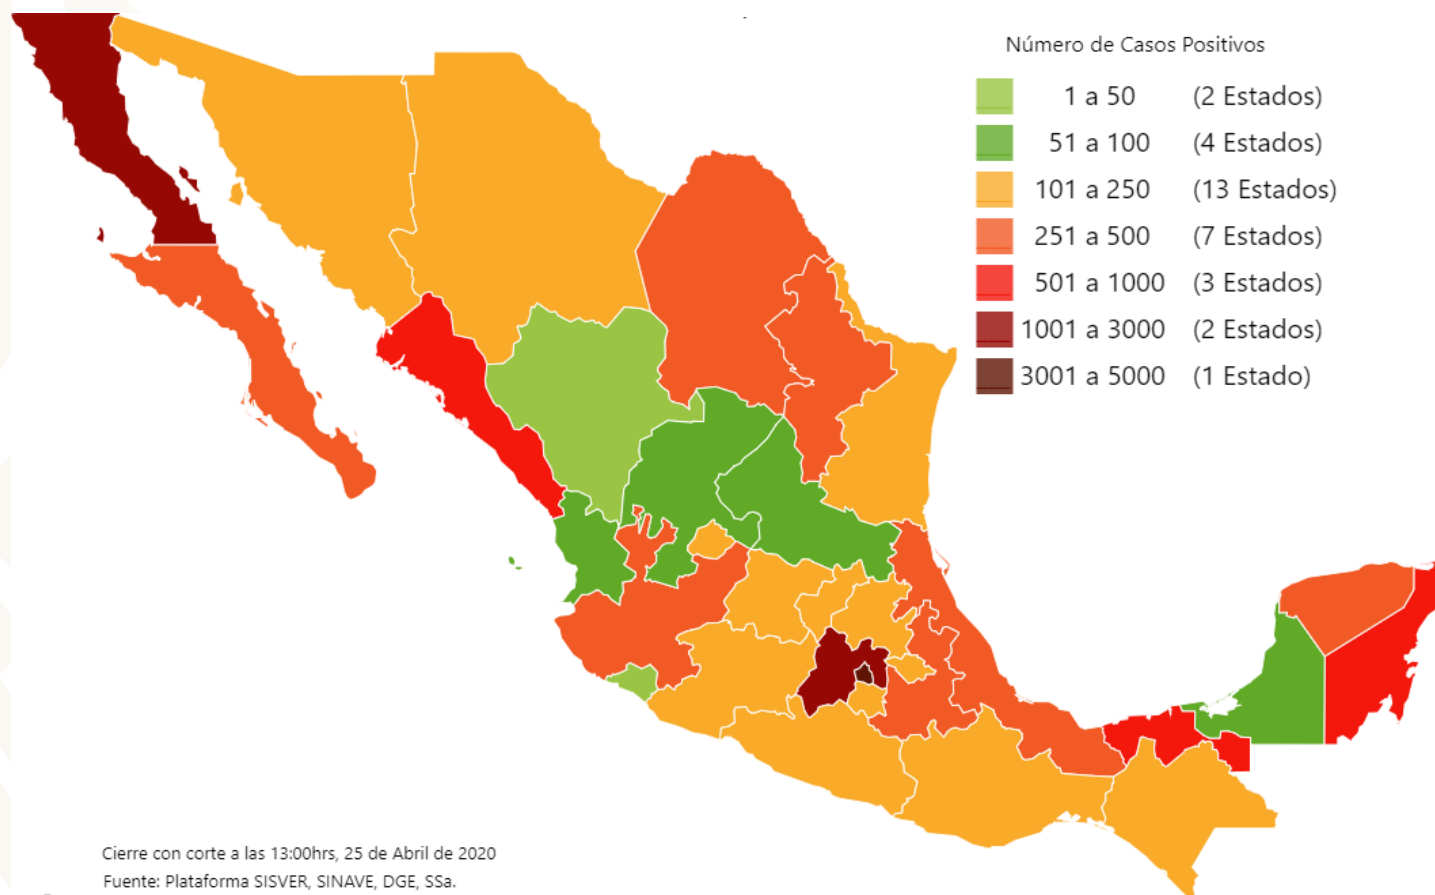 Número de Casos Positivos
1 a 50 (2 Estados)
51 a 100 (4 Estados)
101 a 250 (13 Estados)
251 a 500 (7 Estados)
501 a 1000 (3 Estados)
1001 a 3000 (2 Estados)
3001 a 5000 (1 Estado)
Cierre con corte a las 13:00hrs, 25 de Abril de 2020
Fuente: Plataforma SISVER, SINAVE, DGE, SSa.